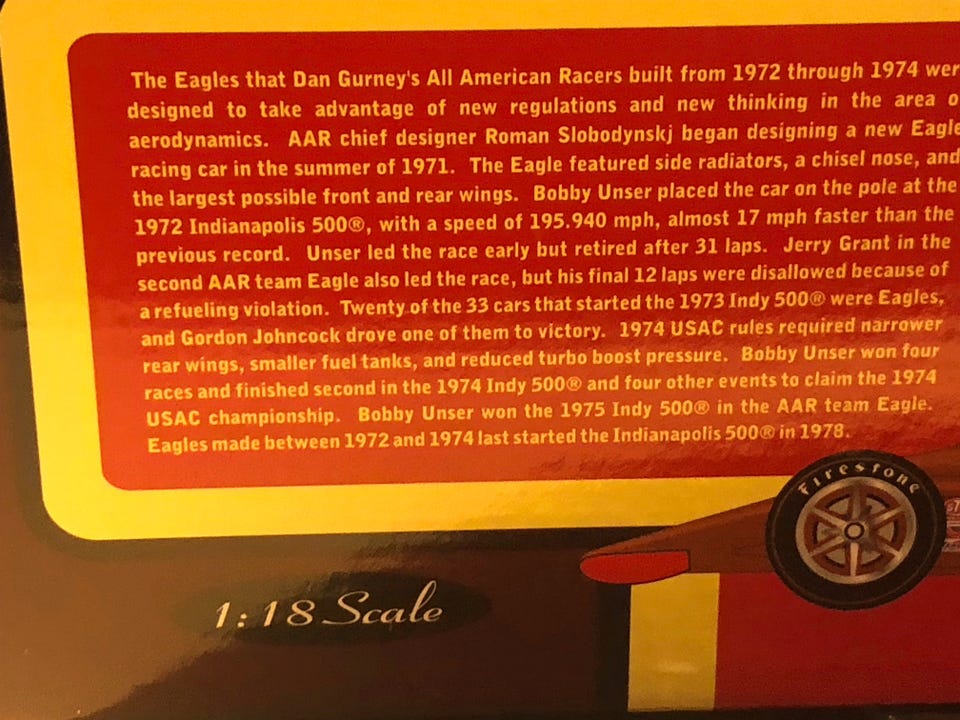 The Eagles that Dan Gurney's All American Racers built from 1972 through 1974 wer
designed to take advantage of new regulations and new thinking in the area o
aerodynamics. AAR chief designer Roman Slobodynskj began designing a new Eagle
racing car in the summer of 1971. The Eagle featured side radiators, a chisel nose, and
the largest possible front and rear wings. Bobby Unser placed the car on the pole at the
1972 Indianapolis 500®, with a speed of 195.940 mph, almost 17 mph faster than the
previous record. Unser led the race early but retired after 31 laps. Jerry Grant in the
second AAR team Eagle also led the race, but his final 12 laps were disallowed because of
a refueling violation. Twenty of the 33 cars that started the 1973 Indy 500® were Eagles,
and Gordon Johncock drove one of them to victory. 1974 USAC rules required narrower
rear wings, smaller fuel tanks, and reduced turbo boost pressure. Bobby Unser won four
races and finished second in the 1974 Indy 500® and four other events to claim the 1974
USAC championship. Bobby Unser won the 1975 Indy 500® in the AAR team Eagle.
Eagles made between 1972 and 1974 last started the Indianapolis 500® in 1978.
Firestone
1:18 Scale